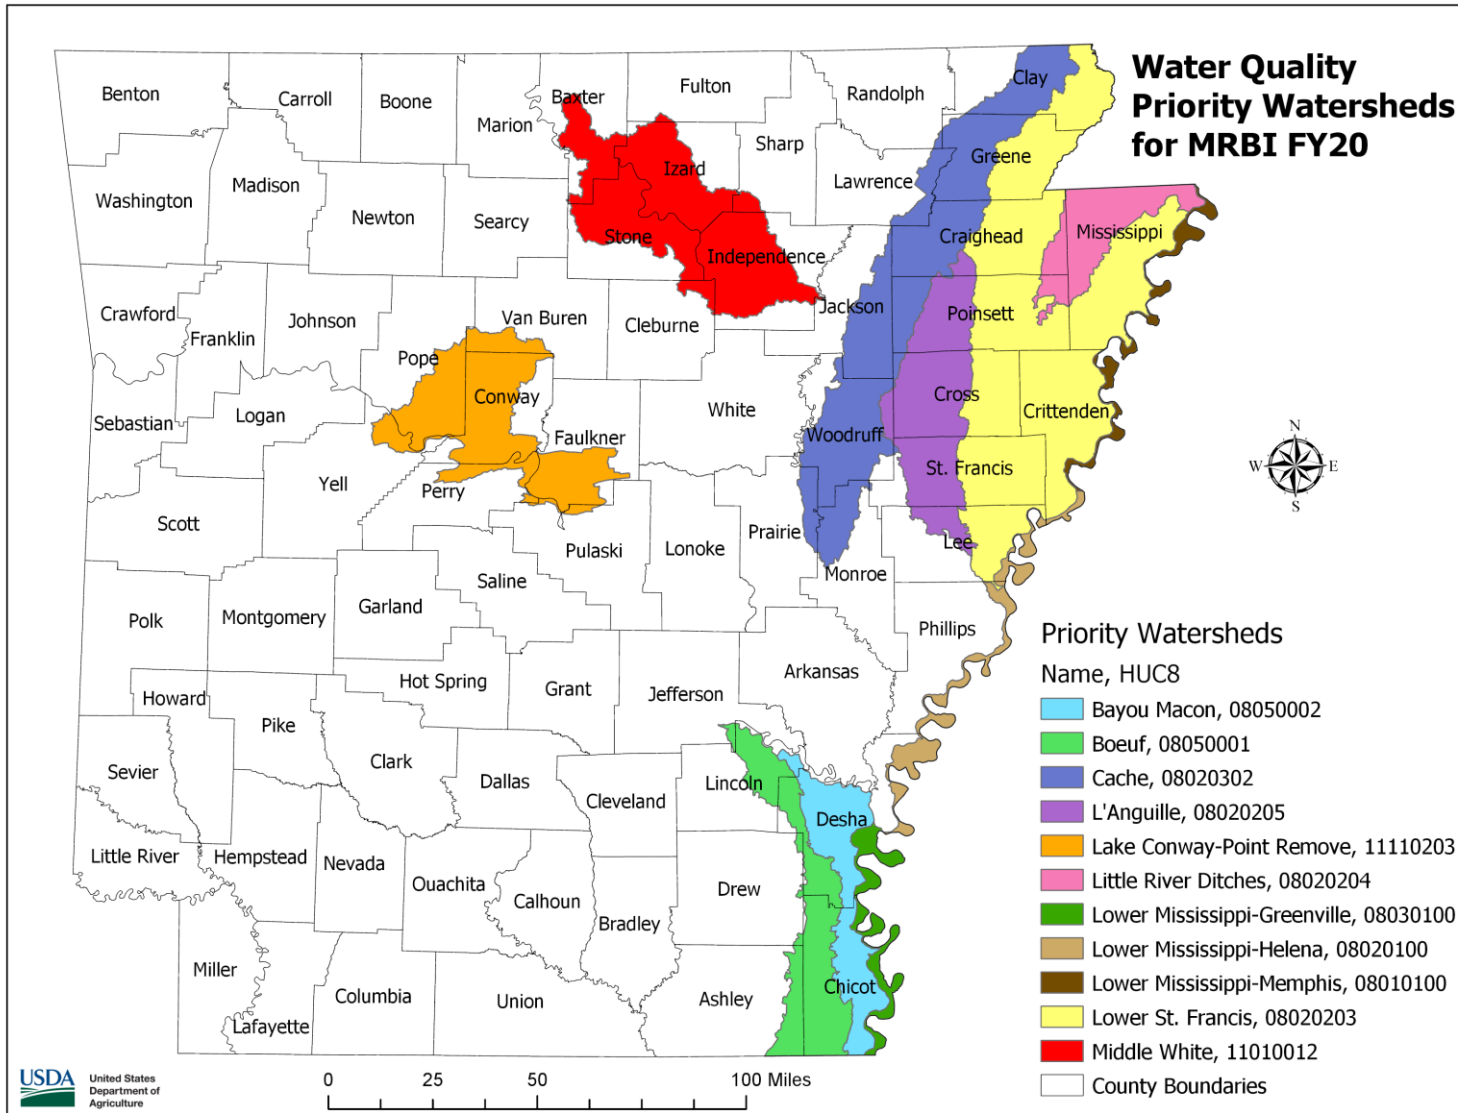 Water Quality
Priority Watersheds
for MRBI FY20
Benton
Carroll
Boone
Marion
Baxter
Fulton
Randolph
Clay
Sharp
Izard
Greene
Lawrence
Washington
Madison
Newton
Searcy
Stone
Independence
Craighead
Mississippi
Crawford
Franklin
Johnson
Pope
Van Buren
Cleburne
Jackson
Poinsett
Sebastian
Logan
Conway
Faulkner
White
Woodruff
Cross
Crittenden
St. Francis
N
W
E
S
Scott
Yell
Perry
Pulaski
Lonoke
Prairie
Monroe
Lee
Polk
Montgomery
Garland
Saline
Hot Spring
Grant
Jefferson
Arkansas
Phillips
Howard
Pike
Clark
Dallas
Cleveland
Lincoln
Desha
Sevier
Little River
Hempstead
Nevada
Ouachita
Calhoun
Bradley
Drew
Miller
Lafayette
Columbia
Union
Ashley
Chicot
Priority Watersheds
Name, HUC8
Bayou Macon, 08050002
Boeuf, 08050001
Cache, 08020302
L'Anguille, 08020205
Lake Conway-Point Remove, 11110203
Little River Ditches, 08020204
Lower Mississippi-Greenville, 08030100
Lower Mississippi-Helena, 08020100
Lower Mississippi-Memphis, 08010100
Lower St. Francis, 08020203
Middle White, 11010012
County Boundaries
USDA
United States
Department of
Agriculture
0 25 50 100 Miles